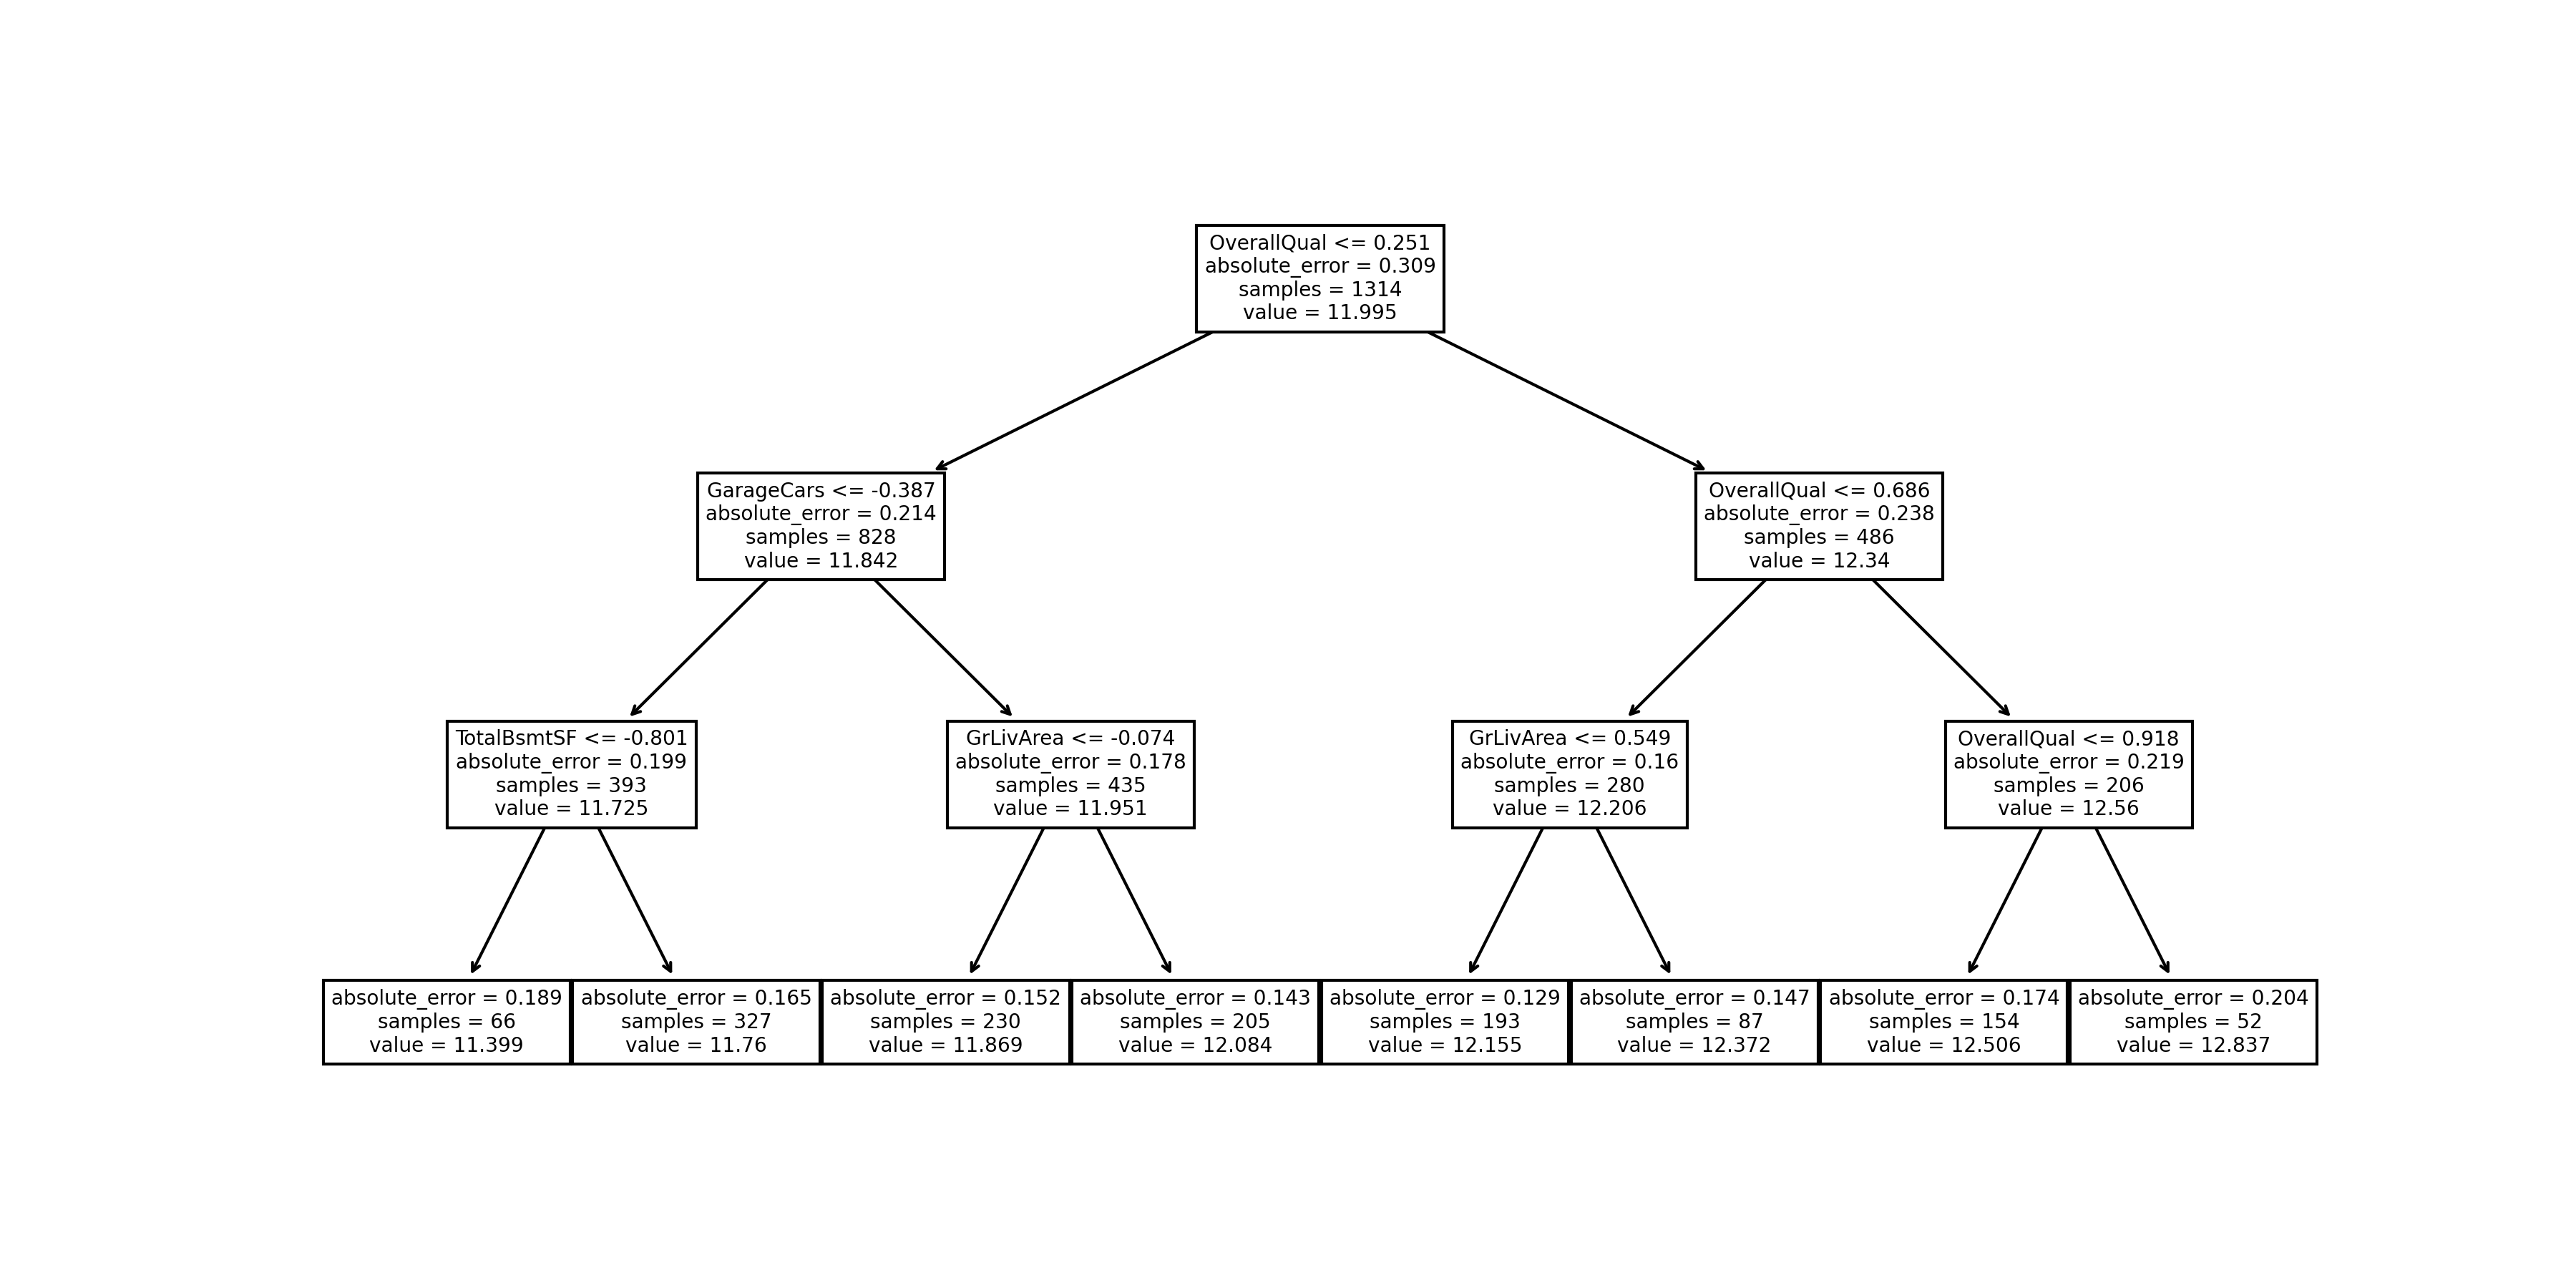 OverallQual <= 0.251
absolute_error = 0.309
samples = 1314
value = 11.995
GarageCars <= -0.387
absolute_error = 0.214
samples = 828
value = 11.842
OverallQual <= 0.686
absolute_error = 0.238
samples = 486
value = 12.34
TotalBsmtSF <= -0.801
absolute_error = 0.199
samples = 393
value = 11.725
GrLivArea <= -0.074
absolute_error = 0.178
samples = 435
value = 11.951
GrLivArea <= 0.549
absolute_error = 0.16
samples = 280
value = 12.206
OverallQual <= 0.918
absolute_error = 0.219
samples = 206
value = 12.56
absolute_error = 0.189
samples = 66
value = 11.399
absolute_error = 0.165
samples = 327
value = 11.76
absolute_error = 0.152
samples = 230
value = 11.869
absolute_error = 0.143
samples = 205
value = 12.084
absolute_error = 0.129
samples = 193
value = 12.155
absolute_error = 0.147
samples = 87
value = 12.372
absolute_error = 0.174
samples = 154
value = 12.506
absolute_error = 0.204
samples = 52
value = 12.837